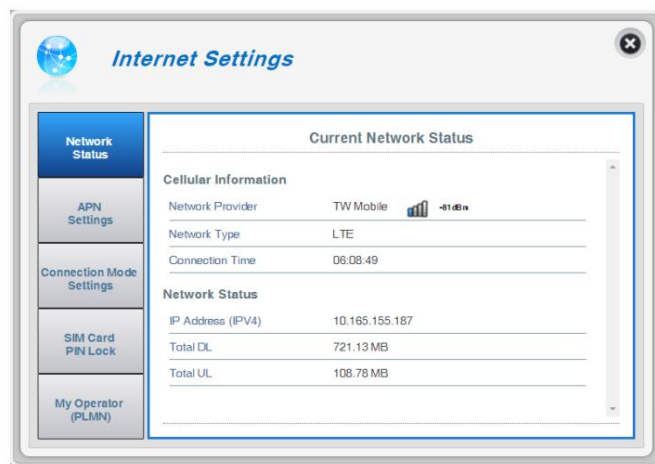 Internet Settings
Network
Status
APN
Settings
Connection Mode
Settings
SIM Card
PIN Lock
My Operator
(PLMN)
Current Network Status
Cellular Information
Network Provider TW Mobile -81 dBm
Network Type LTE
Connection Time 06:08:49
Network Status
IP Address (IPV4) 10.165.155.187
Total DL 721.13 MB
Total UL 108.78 MB